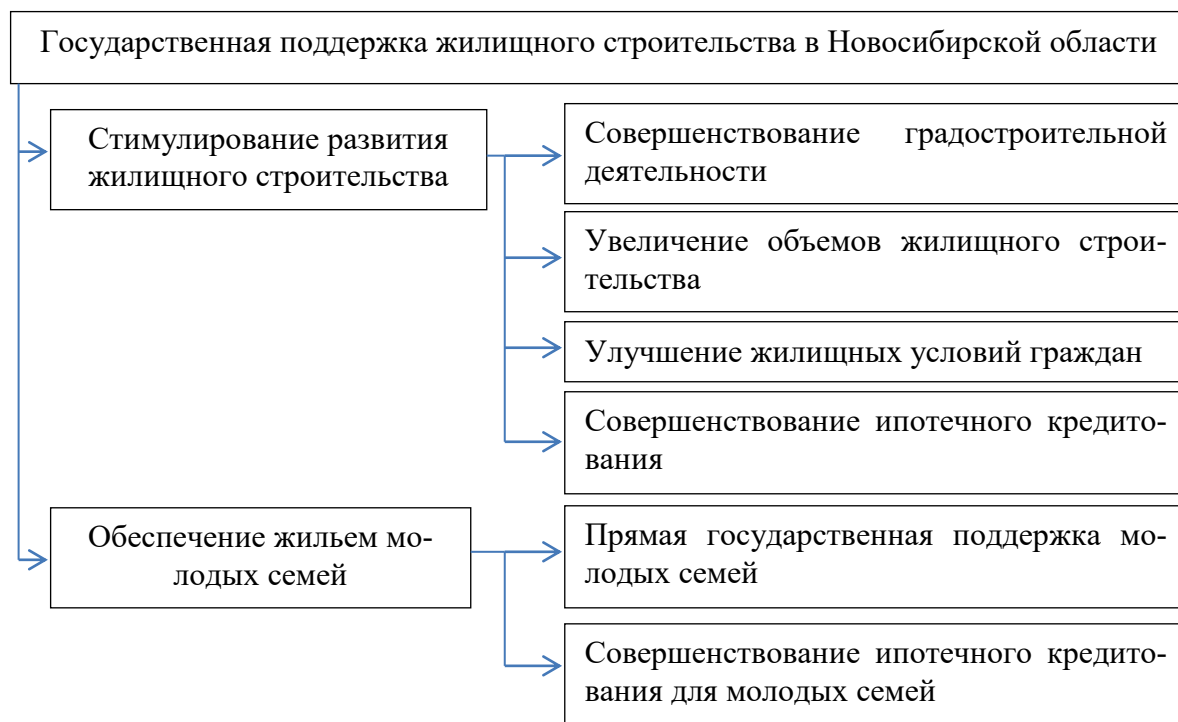 Государственная поддержка жилищного строительства в Новосибирской области
Стимулирование развития
жилищного строительства
Совершенствование градостроительной
деятельности
Увеличение объемов жилищного строи-
тельства
Улучшение жилищных условий граждан
Совершенствование ипотечного кредито-
вания
Обеспечение жильем мо-
лодых семей
Прямая государственная поддержка мо-
лодых семей
Совершенствование ипотечного кредито-
вания для молодых семей